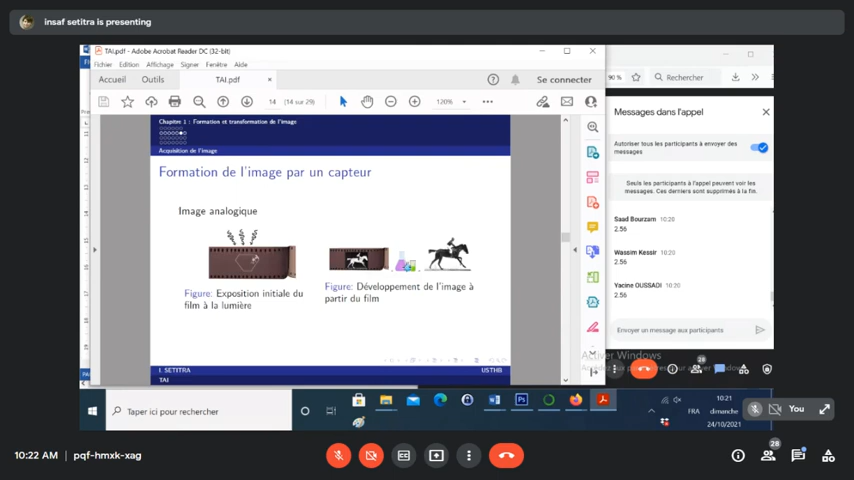 insaf setitra is presenting
TAI.pdf - Adobe Acrobat Reader DC (32-bit)
Fichier Edition Affichage Signer Fenêtre Aide
Accueil Outils TAI.pdf × Se connecter
14 (14 sur 29) 120%
Chapitre 1 : Formation et transformation de l'image
Acquisition de l'image
Formation de l'image par un capteur
Image analogique
Figure: Exposition initiale du
film à la lumière
Figure: Développement de l'image à
partir du film
I. SETITRA USTHB
TAI
90 % Rechercher
Messages dans l'appel
Autoriser tous les participants à envoyer des
messages
Seuls les participants à l'appel peuvent voir les
messages. Ces derniers sont supprimés à la fin.
Saad Bourzam 10:20
2.56
Wassim Kessir 10:20
2.56
Yacine OUSSADI 10:20
2.56
Envoyer un message aux participants
Activer Windows
28
Taper ici pour rechercher
FRA
10:21
dimanche
24/10/2021
You
10:22 AM pqf-hmxk-xag
28